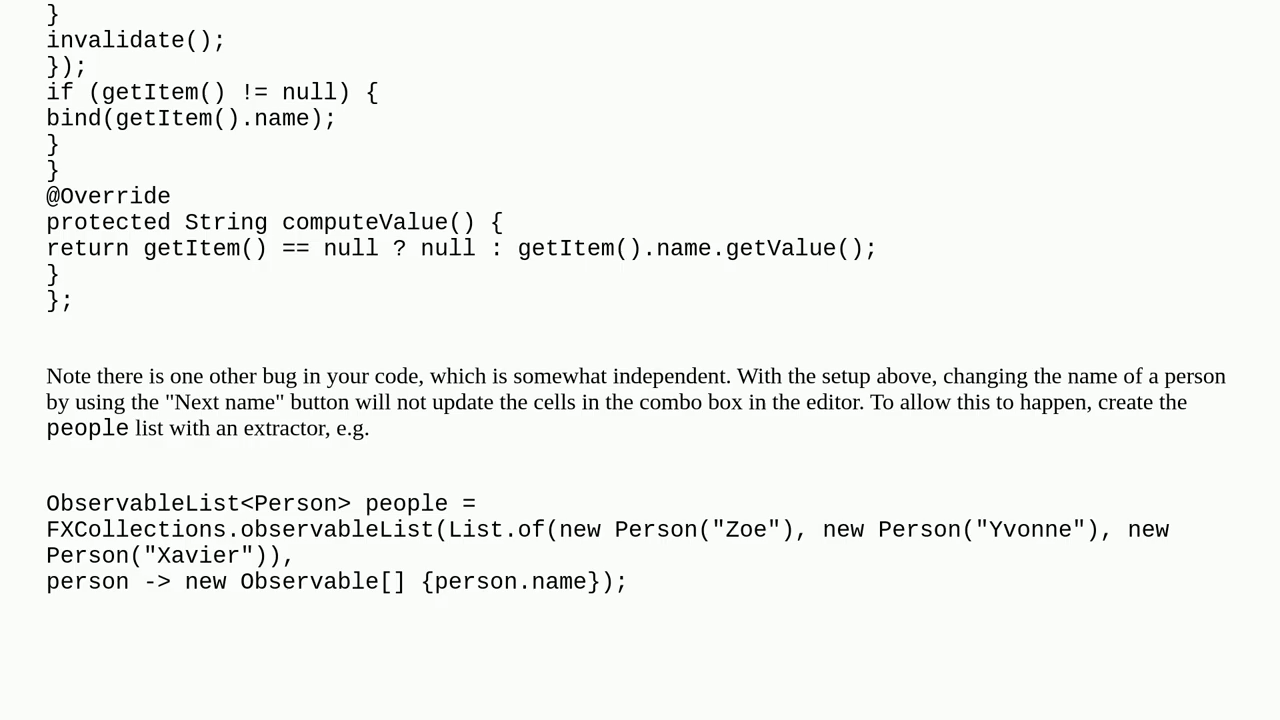 }
invalidate();
});
if (getItem() != null) {
bind(getItem().name);
}
}
@Override
protected String computeValue() {
return getItem() == null ? null : getItem().name.getValue();
}
};
Note there is one other bug in your code, which is somewhat independent. With the setup above, changing the name of a person
by using the "Next name" button will not update the cells in the combo box in the editor. To allow this to happen, create the
people list with an extractor, e.g.
ObservableList<Person> people =
FXCollections.observableList(List.of(new Person("Zoe"), new Person("Yvonne"), new
Person("Xavier")),
person -> new Observable[] {person.name});